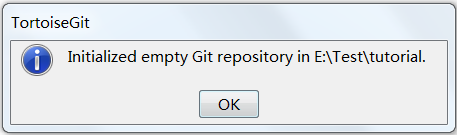 TortoiseGit
Initialized empty Git repository in E:\Test\tutorial.
OK